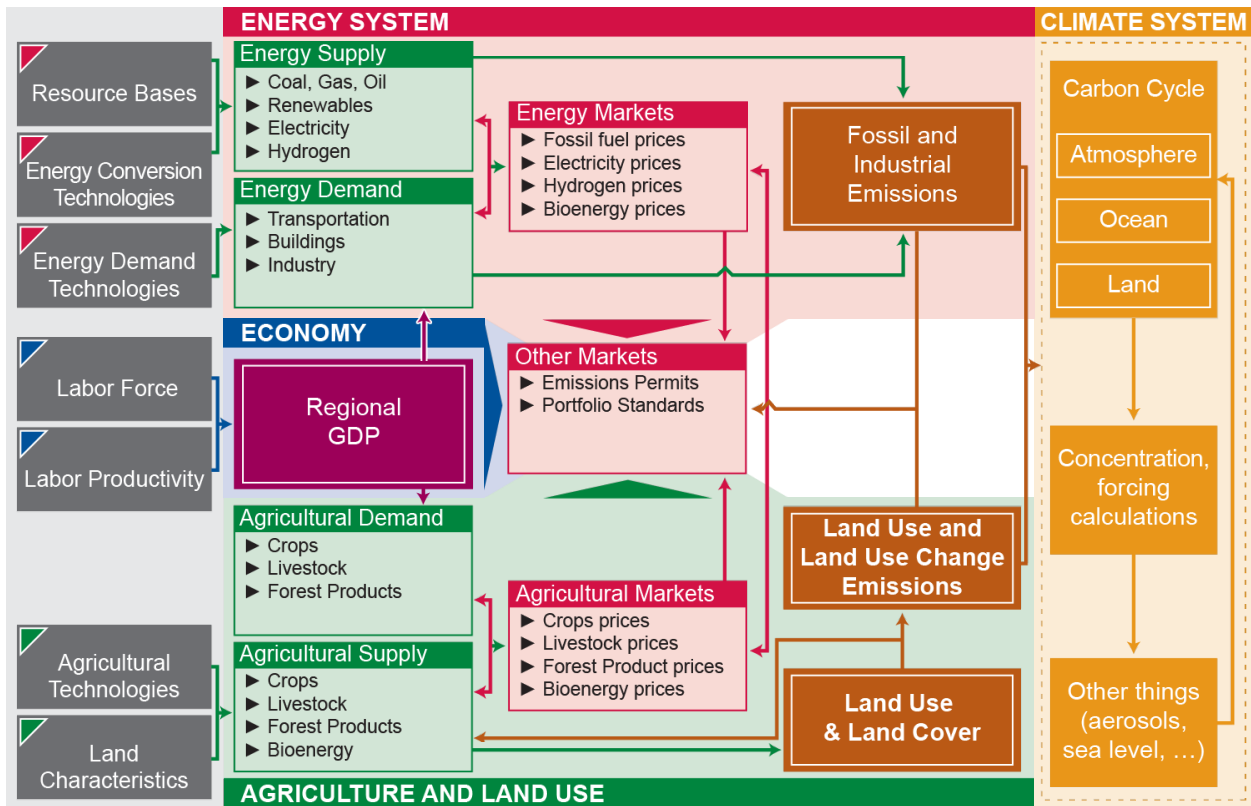 ENERGY SYSTEM
CLIMATE SYSTEM
Resource Bases
Energy Conversion
Technologies
Energy Demand
Technologies
Labor Force
Labor Productivity
Agricultural
Technologies
Land
Characteristics
Energy Supply
► Coal, Gas, Oil
► Renewables
► Electricity
► Hydrogen
Energy Demand
► Transportation
► Buildings
► Industry
Energy Markets
► Fossil fuel prices
► Electricity prices
► Hydrogen prices
► Bioenergy prices
Fossil and
Industrial
Emissions
ECONOMY
Regional
GDP
Other Markets
► Emissions Permits
► Portfolio Standards
Agricultural Demand
► Crops
► Livestock
► Forest Products
Agricultural Supply
► Crops
► Livestock
► Forest Products
► Bioenergy
Agricultural Markets
► Crops prices
► Livestock prices
► Forest Product prices
► Bioenergy prices
Land Use and
Land Use Change
Emissions
Land Use
& Land Cover
AGRICULTURE AND LAND USE
Carbon Cycle
Atmosphere
Ocean
Land
Concentration,
forcing
calculations
Other things
(aerosols,
sea level, …)